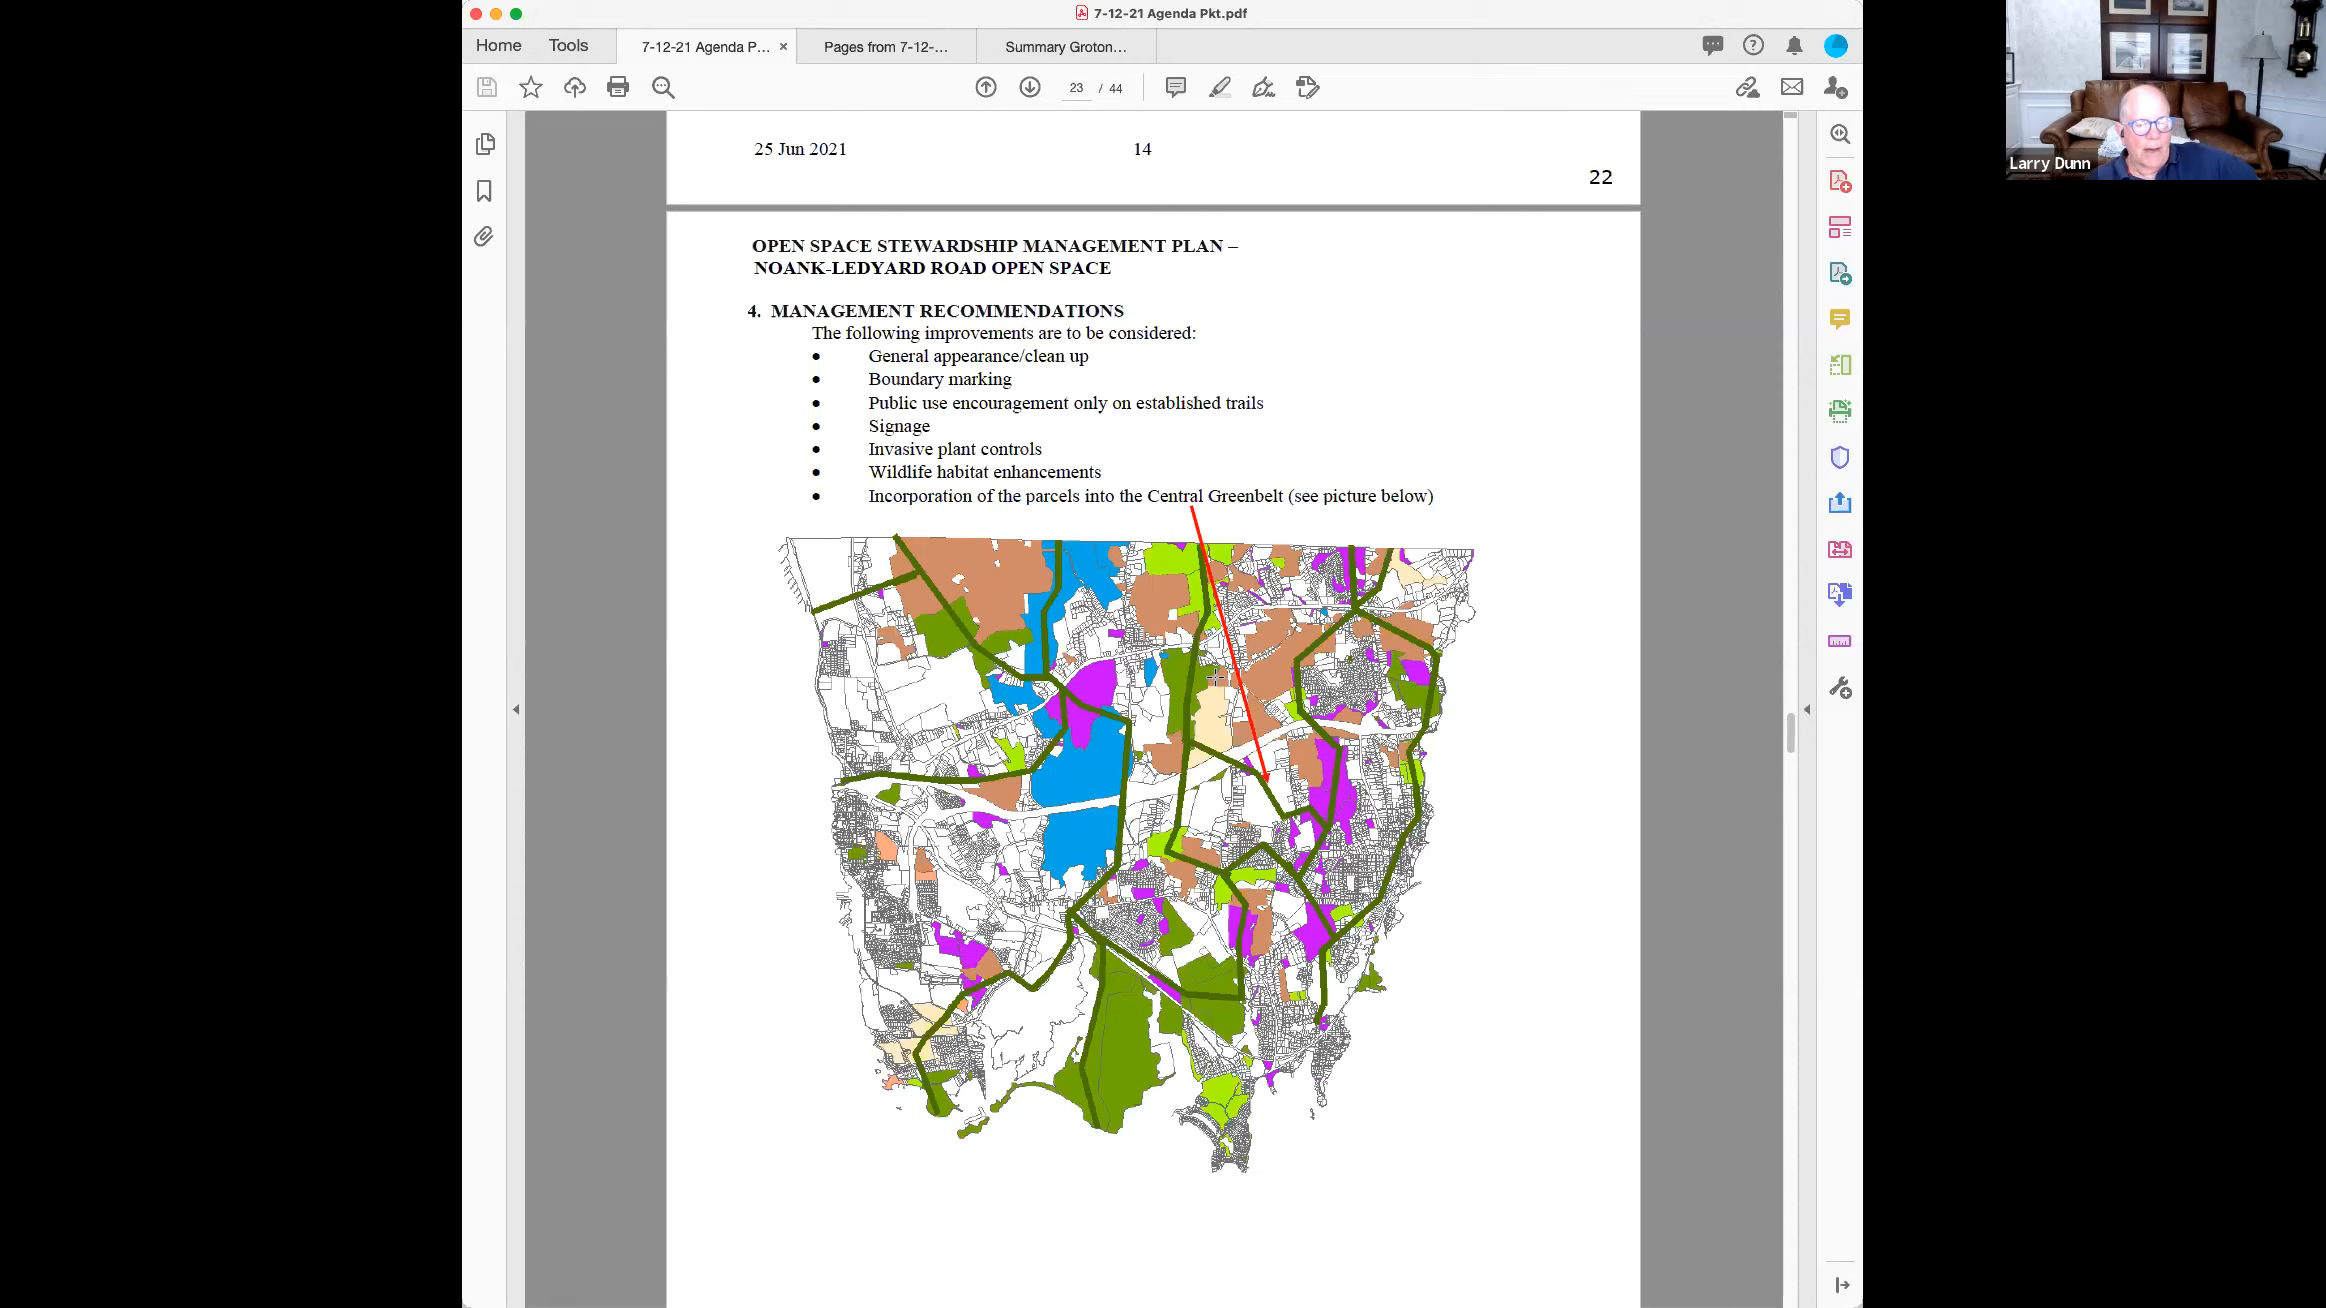 7-12-21 Agenda Pkt.pdf
Home Tools 7-12-21 Agenda P... × Pages from 7-12-... Summary Groton...
23 / 44
25 Jun 2021 14
22
OPEN SPACE STEWARDSHIP MANAGEMENT PLAN –
NOANK-LEDYARD ROAD OPEN SPACE
4. MANAGEMENT RECOMMENDATIONS
The following improvements are to be considered:
• General appearance/clean up
• Boundary marking
• Public use encouragement only on established trails
• Signage
• Invasive plant controls
• Wildlife habitat enhancements
• Incorporation of the parcels into the Central Greenbelt (see picture below)
Larry Dunn